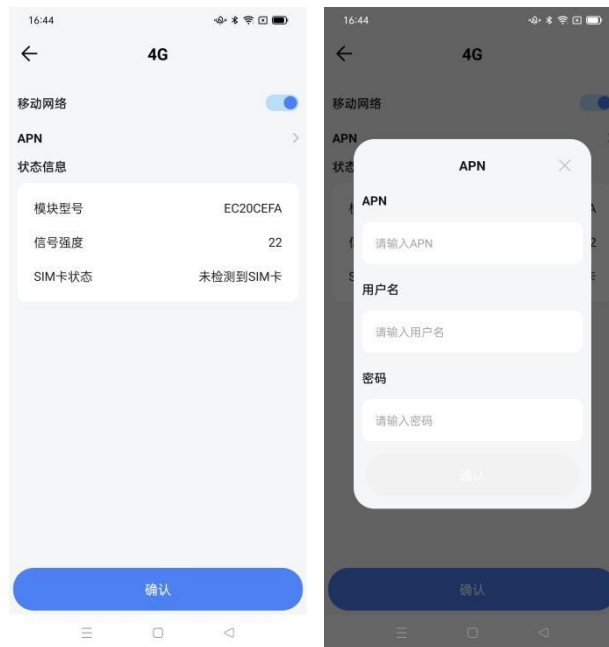 16:44
4G
移动网络
APN
状态信息
模块型号 EC20CEFA
信号强度 22
SIM卡状态 未检测到SIM卡
确认
16:44
4G
移动网络
APN
状态
APN
APN
请输入APN
用户名
请输入用户名
密码
请输入密码
确认
确认